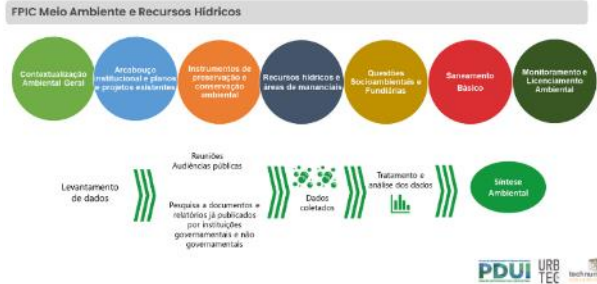 FPIC Meio Ambiente e Recursos Hídricos
Contextualização
Ambiental Geral
Arcabouço
institucional e planos
e projetos existentes
Instrumentos de
preservação e
conservação
ambiental
Recursos hídricos e
áreas de mananciais
Questões
Socioambientais e
Fundiárias
Saneamento
Básico
Monitoramento e
Licenciamento
Ambiental
Levantamento
de dados
Reuniões
Audiências públicas
Pesquisa a documentos e
relatórios já publicados
por instituições
governamentais e não
governamentais
Dados
coletados
Tratamento e
análise dos dados
Síntese
Ambiental
PDUI
URB
TEC